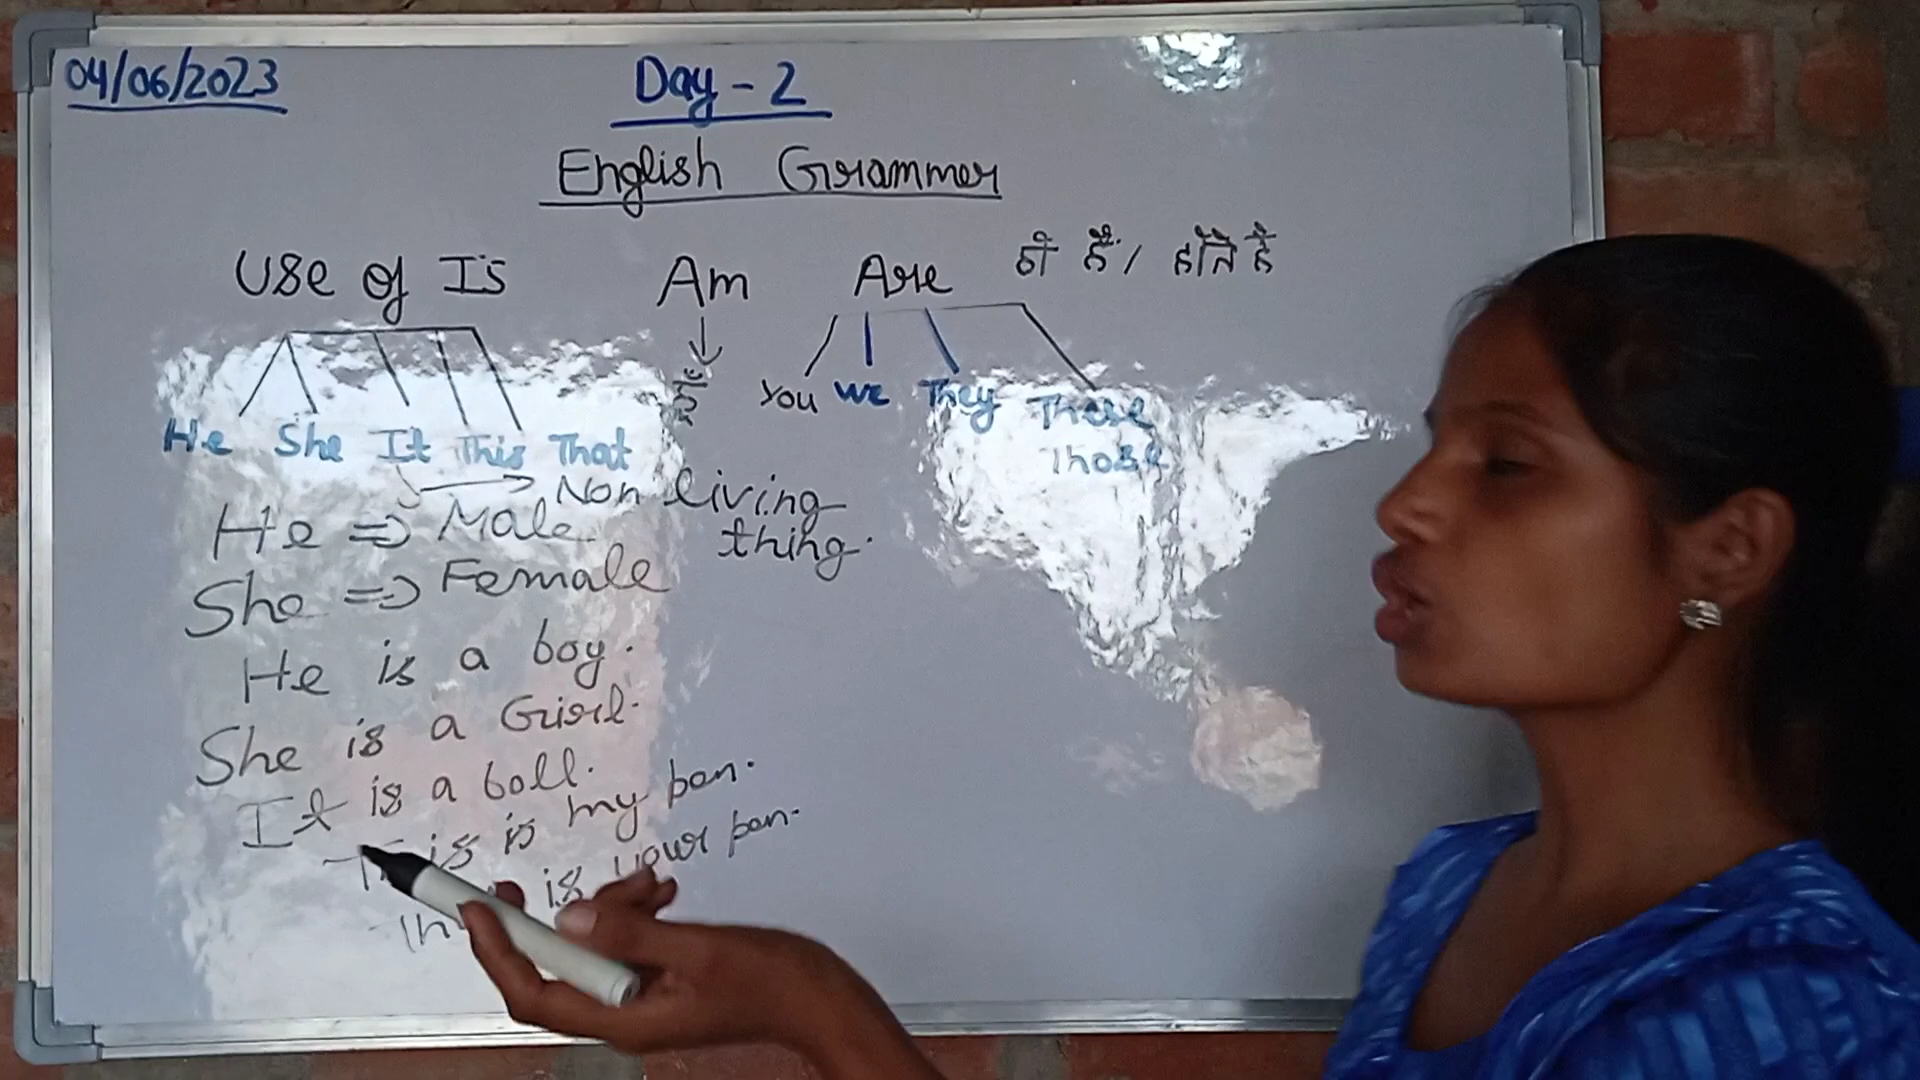 04/06/2023
Day - 2
English Grammer
Use of Is Am Are
You We They These
Those
He She It This That
Non living
thing.
He ⇒ Male
She ⇒ Female
He is a boy.
She is a Girl.
It is a boll.
is my pen.
is your pen.